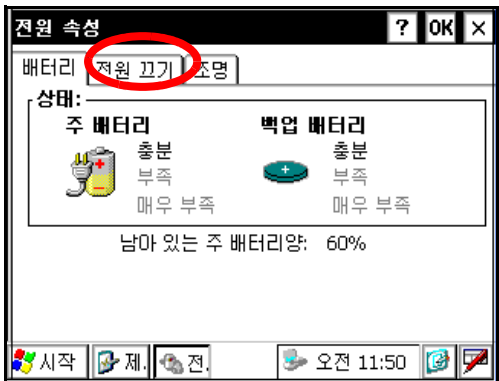 전원 속성 ? OK ×
배터리 전원 끄기 조명
상태:
주 배터리 백업 배터리
충분 충분
부족 부족
매우 부족 매우 부족
남아 있는 주 배터리양: 60%
시작 제. 전. 오전 11:50